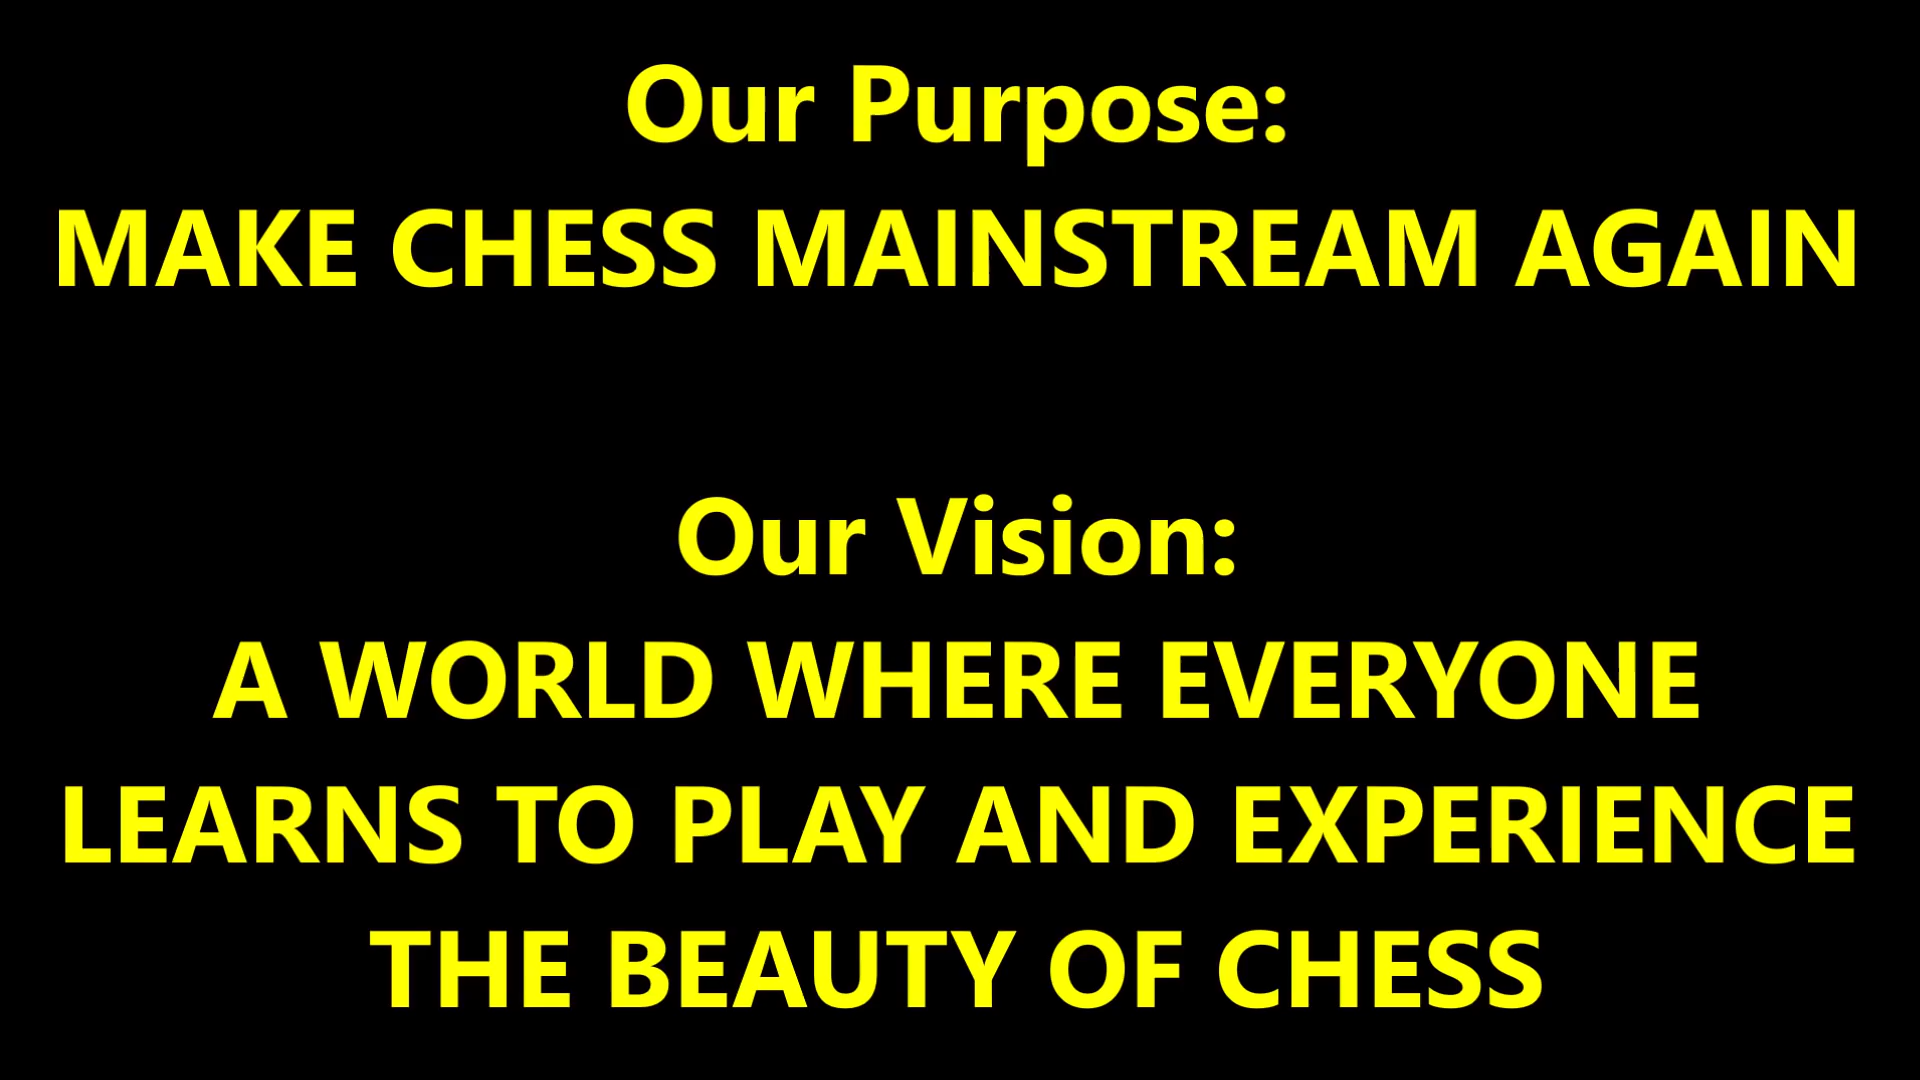 Our Purpose:
MAKE CHESS MAINSTREAM AGAIN
Our Vision:
A WORLD WHERE EVERYONE
LEARNS TO PLAY AND EXPERIENCE
THE BEAUTY OF CHESS